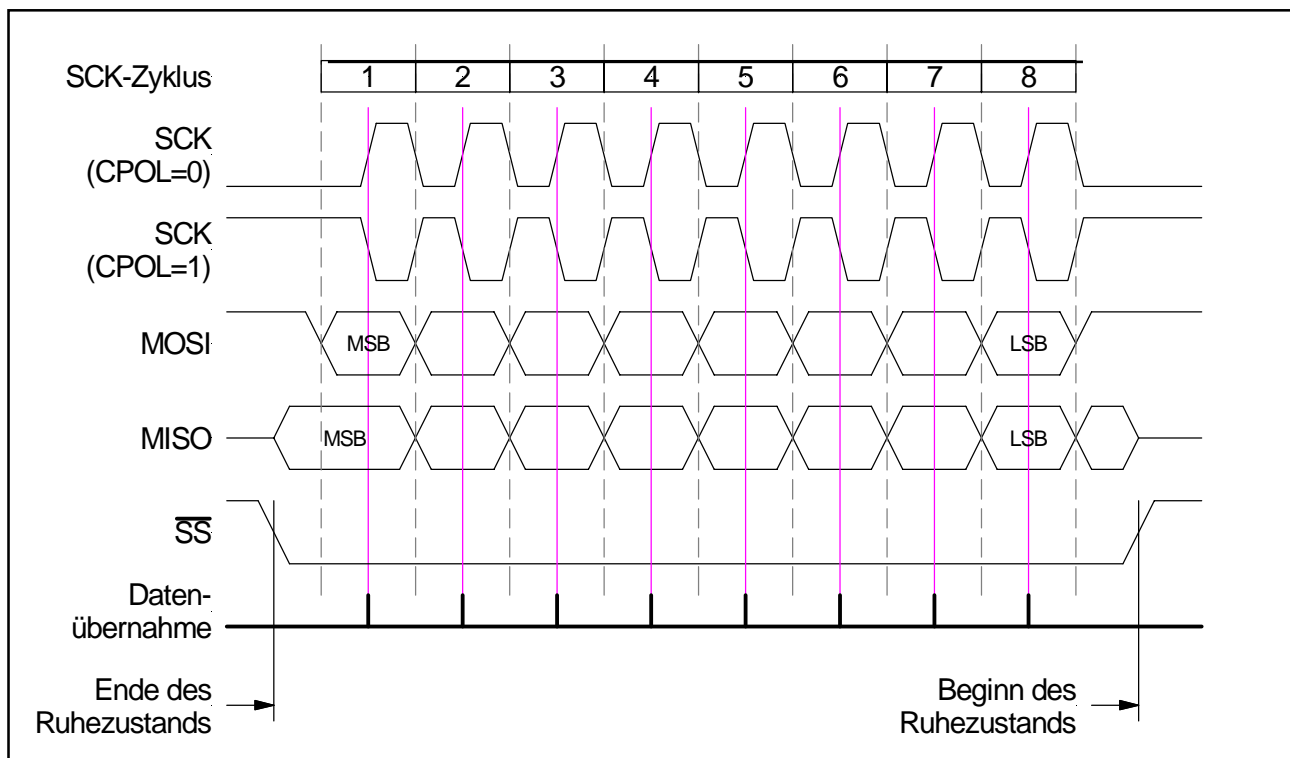 SCK-Zyklus 1 2 3 4 5 6 7 8
SCK
(CPOL=0)
SCK
(CPOL=1)
MOSI MSB LSB
MISO MSB LSB
SS
Daten-
übernahme
Ende des
Ruhezustands
Beginn des
Ruhezustands